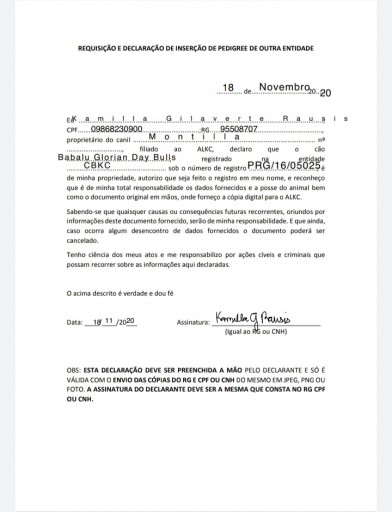 REQUISIÇÃO E DECLARAÇÃO DE INSERÇÃO DE PEDIGREE DE OUTRA ENTIDADE
18 de Novembro 20 20
Eu Kamilla Gilaverte Rausis
CPF 09868230900 RG 95508707,
proprietário do canil Montilla nº
, filiado ao ALKC, declaro que o cão
Babalu Glorian Day Bulls registrado na entidade
CBKC sob o número de registro PRG/16/05025, é
de minha propriedade, autorizo que seja feito o registro em meu nome, e reconheço
que é de minha total responsabilidade os dados fornecidos e a posse do animal bem
como o documento original em mãos, onde forneço a cópia digital para o ALKC.
Sabendo-se que quaisquer causas ou consequências futuras recorrentes, oriundos por
informações deste documento fornecido, serão de minha responsabilidade. E que ainda,
caso ocorra algum desencontro de dados fornecidos o documento poderá ser
cancelado.
Tenho ciência dos meus atos e me responsabilizo por ações cíveis e criminais que
possam recorrer sobre as informações aqui declaradas.
O acima descrito é verdade e dou fé
Data: 18/ 11 /2020 Assinatura: Kamilla G Rausis
(Igual ao RG ou CNH)
OBS: ESTA DECLARAÇÃO DEVE SER PREENCHIDA A MÃO PELO DECLARANTE E SÓ É
VÁLIDA COM O ENVIO DAS CÓPIAS DO RG E CPF OU CNH DO MESMO EM JPEG, PNG OU
FOTO. A ASSINATURA DO DECLARANTE DEVE SER A MESMA QUE CONSTA NO RG CPF
OU CNH.